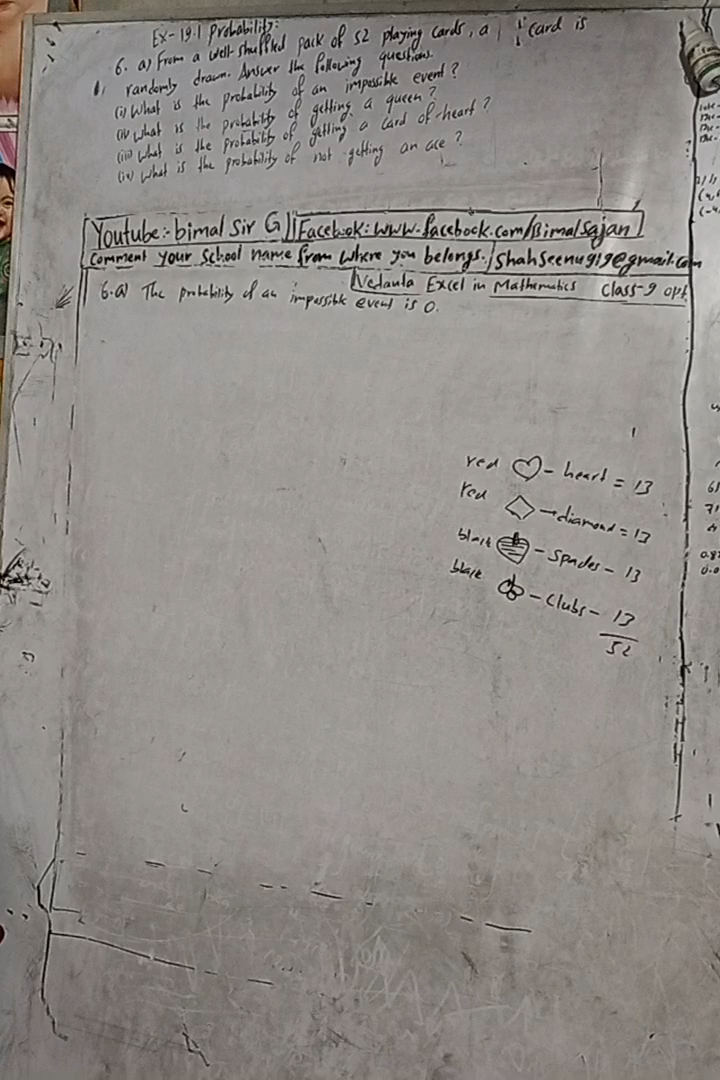 Ex-19.1 Probability:
6. a) From a well-shuffled pack of 52 playing cards, a card is
randomly drawn. Answer the following questions.
(i) What is the probability of an impossible event?
(ii) What is the probability of getting a queen?
(iii) What is the probability of getting a card of heart?
(iv) What is the probability of not getting an ace?
Youtube:- bimal Sir G || Facebook: www.facebook.com/Bimalsajan
Comment your School name from where you belongs. / Shahseenu919@gmail.com
Vedanta Excel in Mathematics Class-9 opt.
6.a) The probability of an impossible event is 0.
red - heart = 13
red - diamond = 13
black - Spades - 13
black - Clubs - 13
52